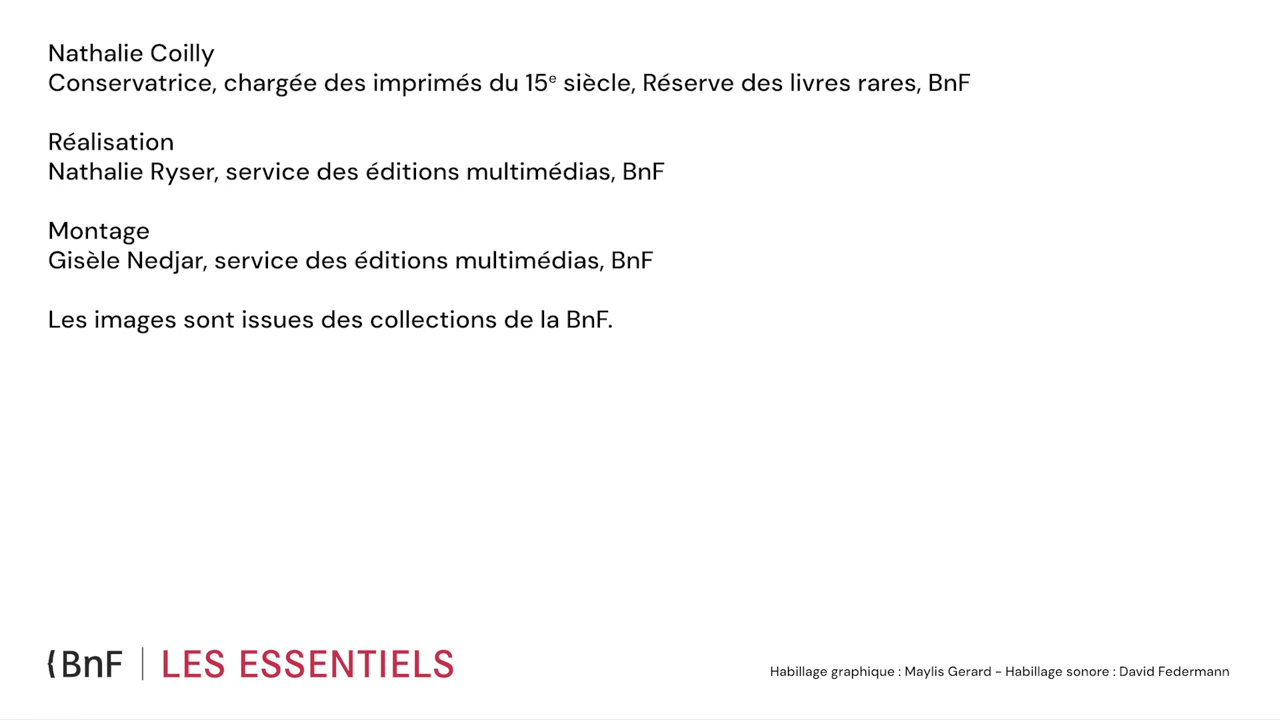 Nathalie Coilly
Conservatrice, chargée des imprimés du 15e siècle, Réserve des livres rares, BnF
Réalisation
Nathalie Ryser, service des éditions multimédias, BnF
Montage
Gisèle Nedjar, service des éditions multimédias, BnF
Les images sont issues des collections de la BnF.
BnF | LES ESSENTIELS
Habillage graphique : Maylis Gerard - Habillage sonore : David Federmann